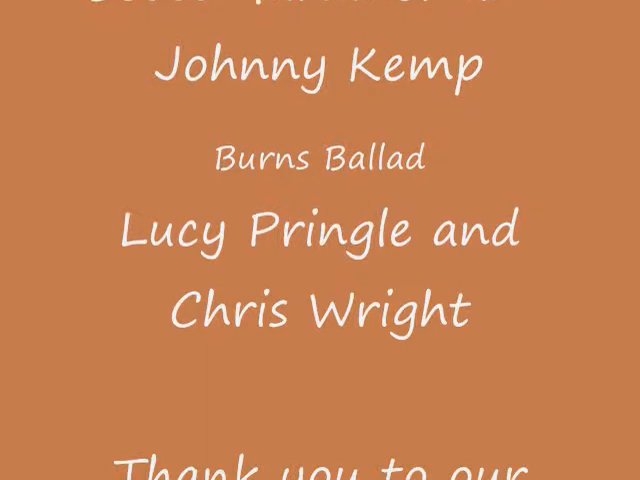 Johnny Kemp
Burns Ballad
Lucy Pringle and
Chris Wright
Thank you to our